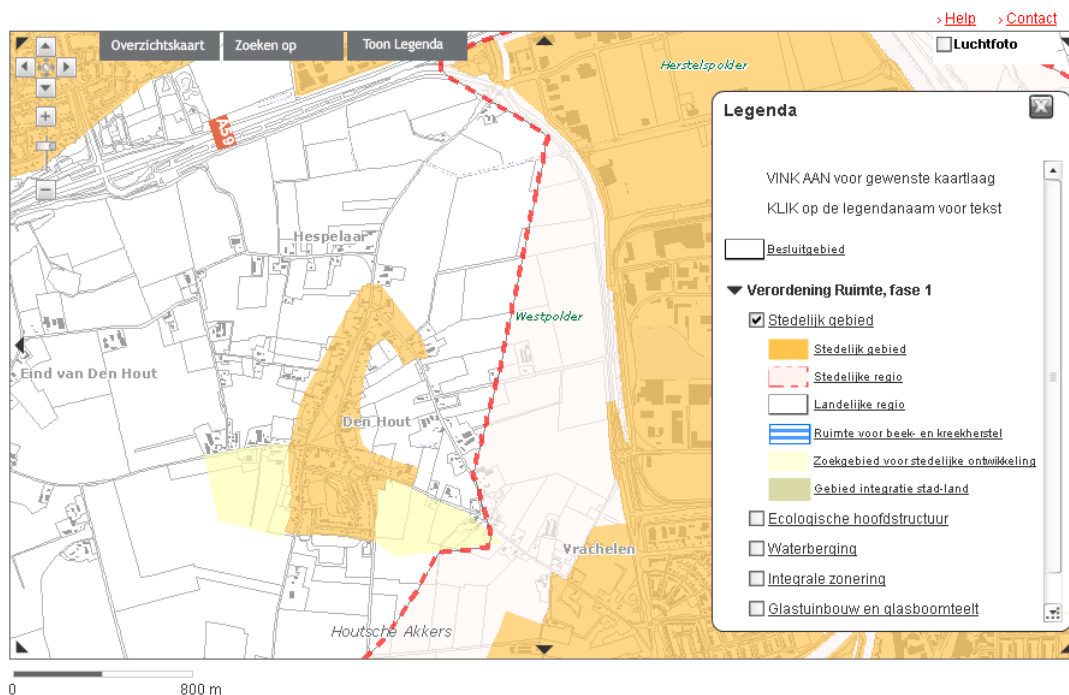 › Help › Contact
Overzichtskaart Zoeken op Toon Legenda
Luchtfoto
Herstelspolder
A59
Hespelaar
Westpolder
Eind van Den Hout
Den Hout
Vrachelen
Houtsche Akkers
Legenda
VINK AAN voor gewenste kaartlaag
KLIK op de legendanaam voor tekst
Besluitgebied
Verordening Ruimte, fase 1
Stedelijk gebied
Stedelijk gebied
Stedelijke regio
Landelijke regio
Ruimte voor beek- en kreekherstel
Zoekgebied voor stedelijke ontwikkeling
Gebied integratie stad-land
Ecologische hoofdstructuur
Waterberging
Integrale zonering
Glastuinbouw en glasboomteelt
0 800 m